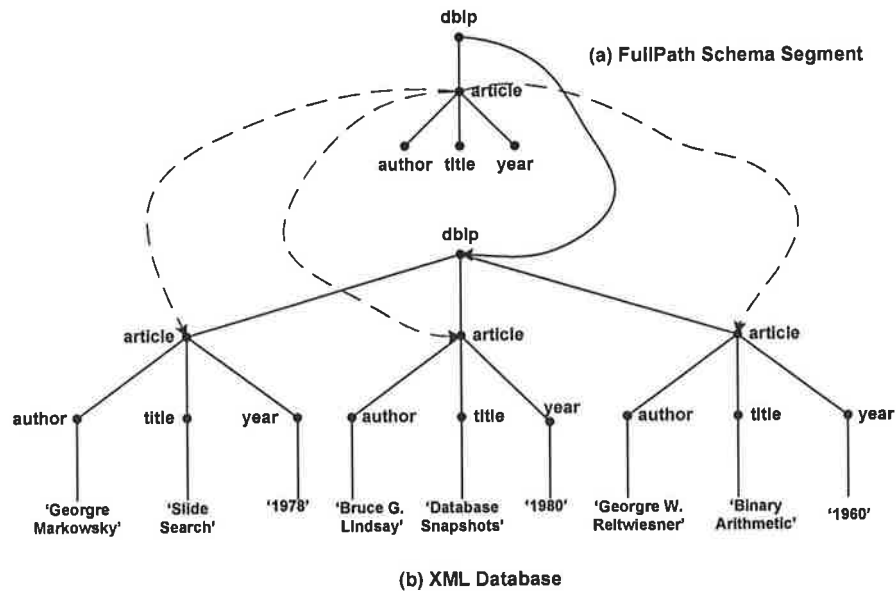 dblp
(a) FullPath Schema Segment
article
author title year
dblp
article article article
author title year author title year author title year
'Georgre Markowsky'
'Slide Search'
'1978'
'Bruce G. Lindsay'
'Database Snapshots'
'1980'
'Georgre W. Reitwiesner'
'Binary Arithmetic'
'1960'
(b) XML Database